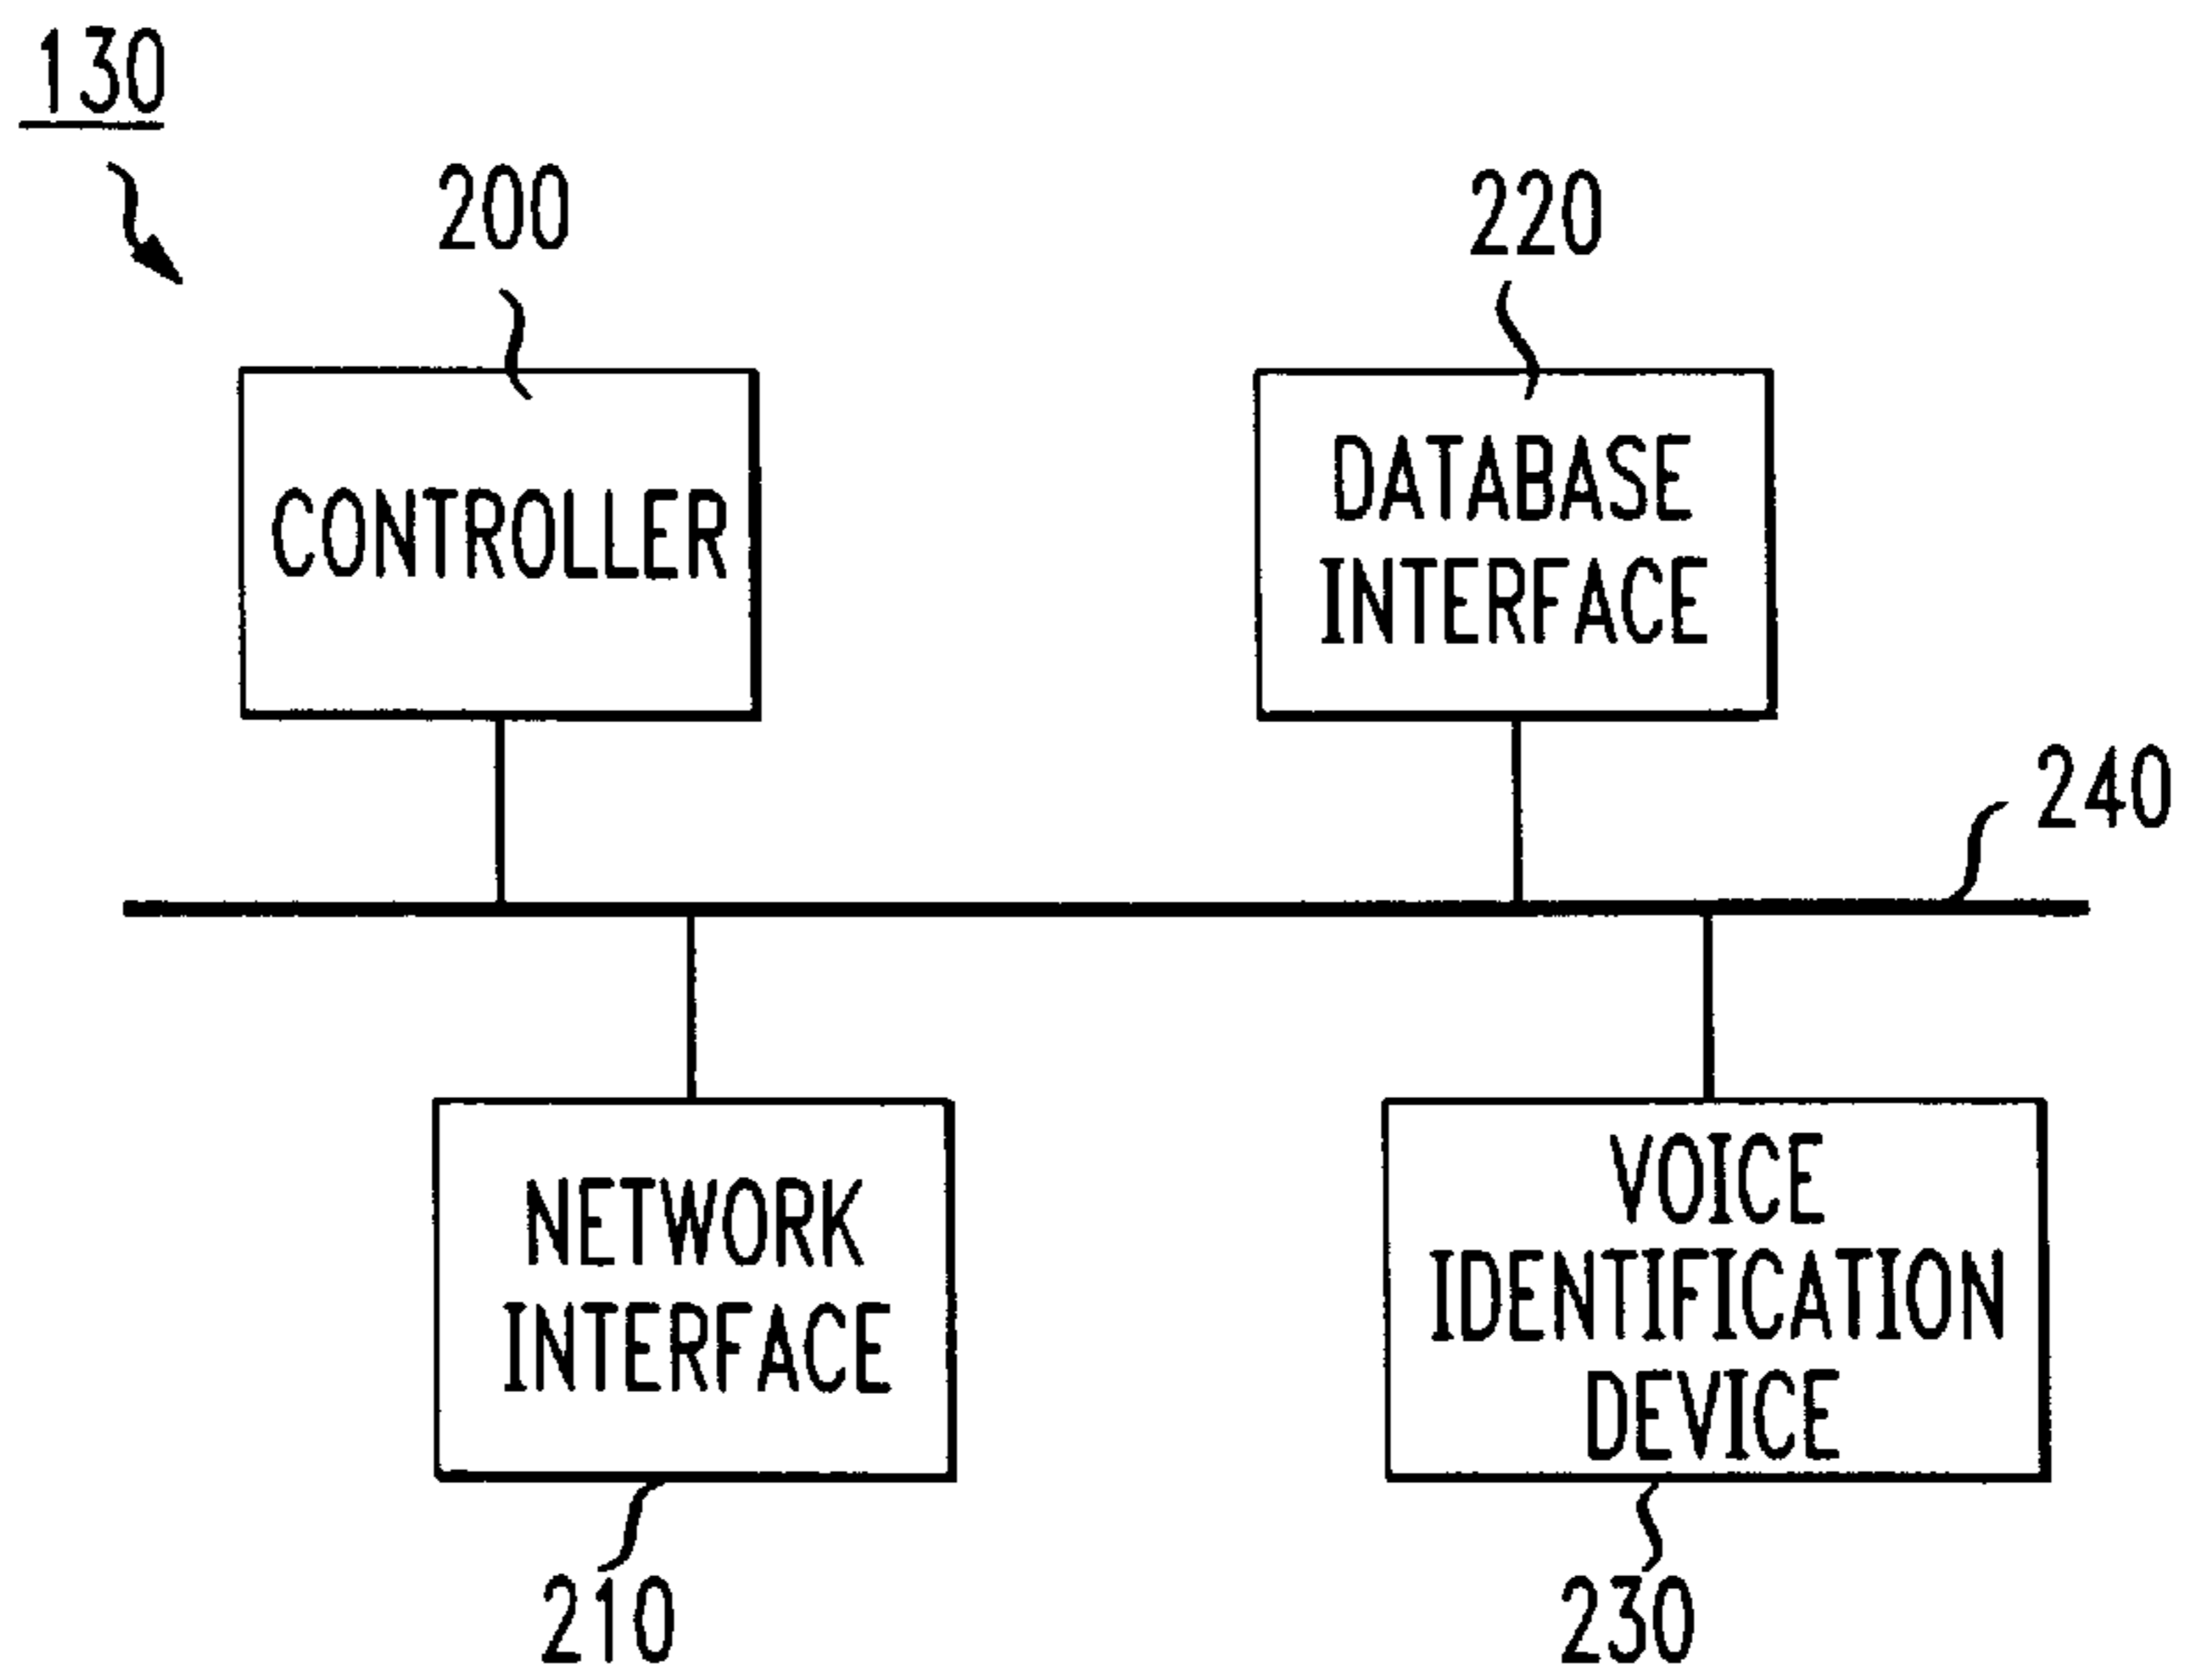 130
200
220
CONTROLLER
DATABASE
INTERFACE
240
NETWORK
INTERFACE
VOICE
IDENTIFICATION
DEVICE
210
230